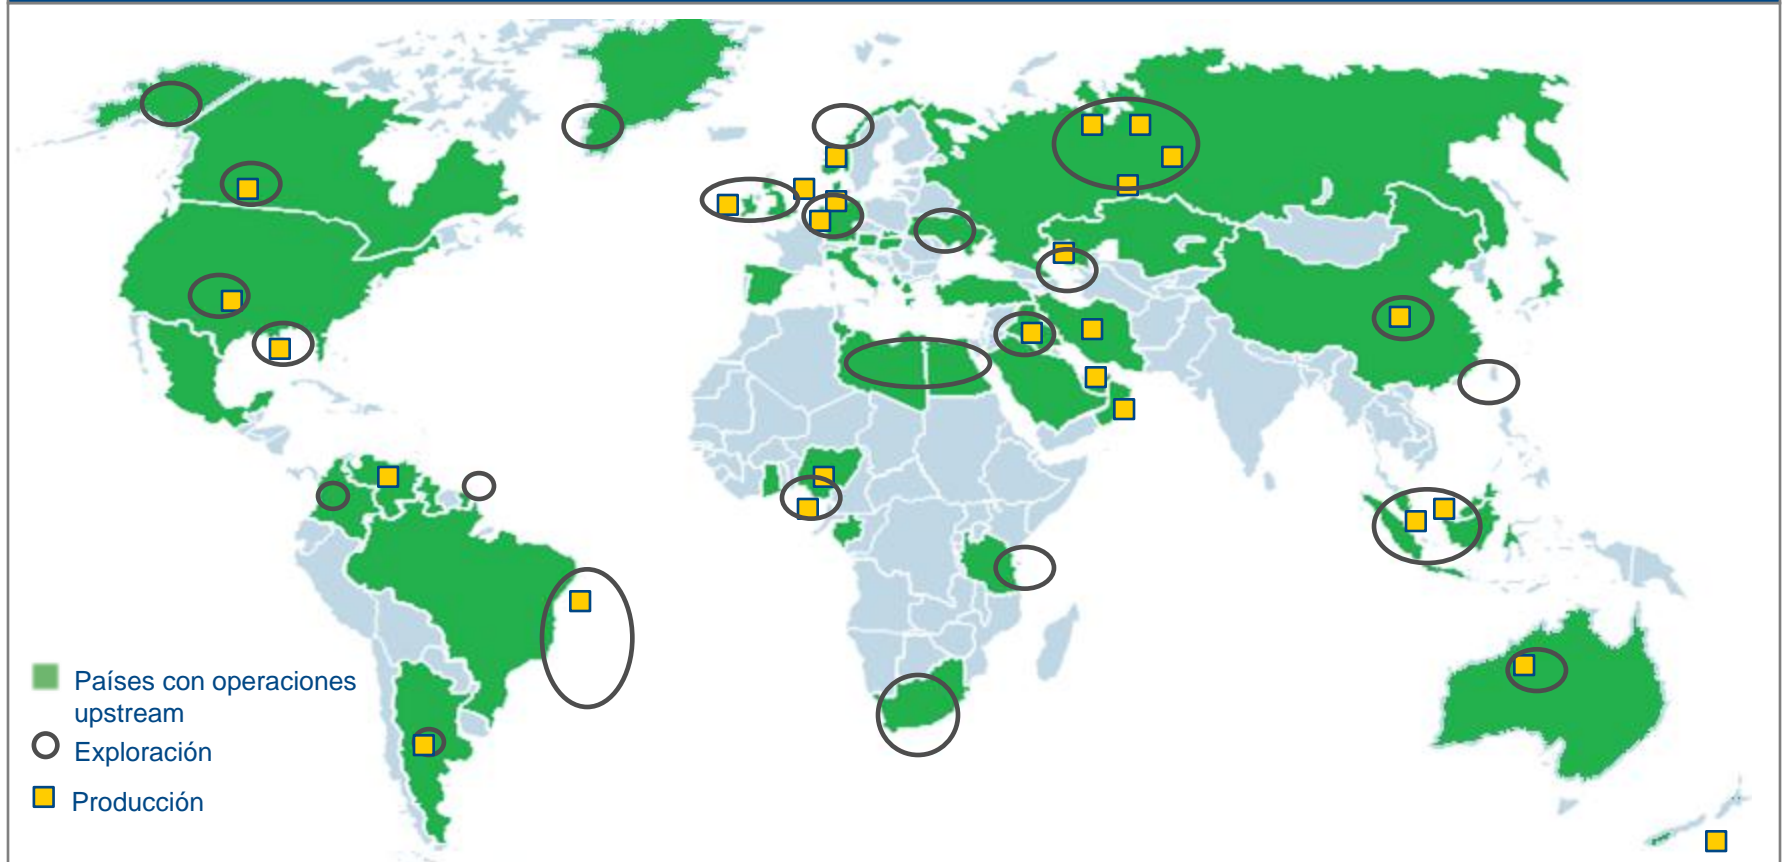 Países con operaciones
upstream
Exploración
Producción